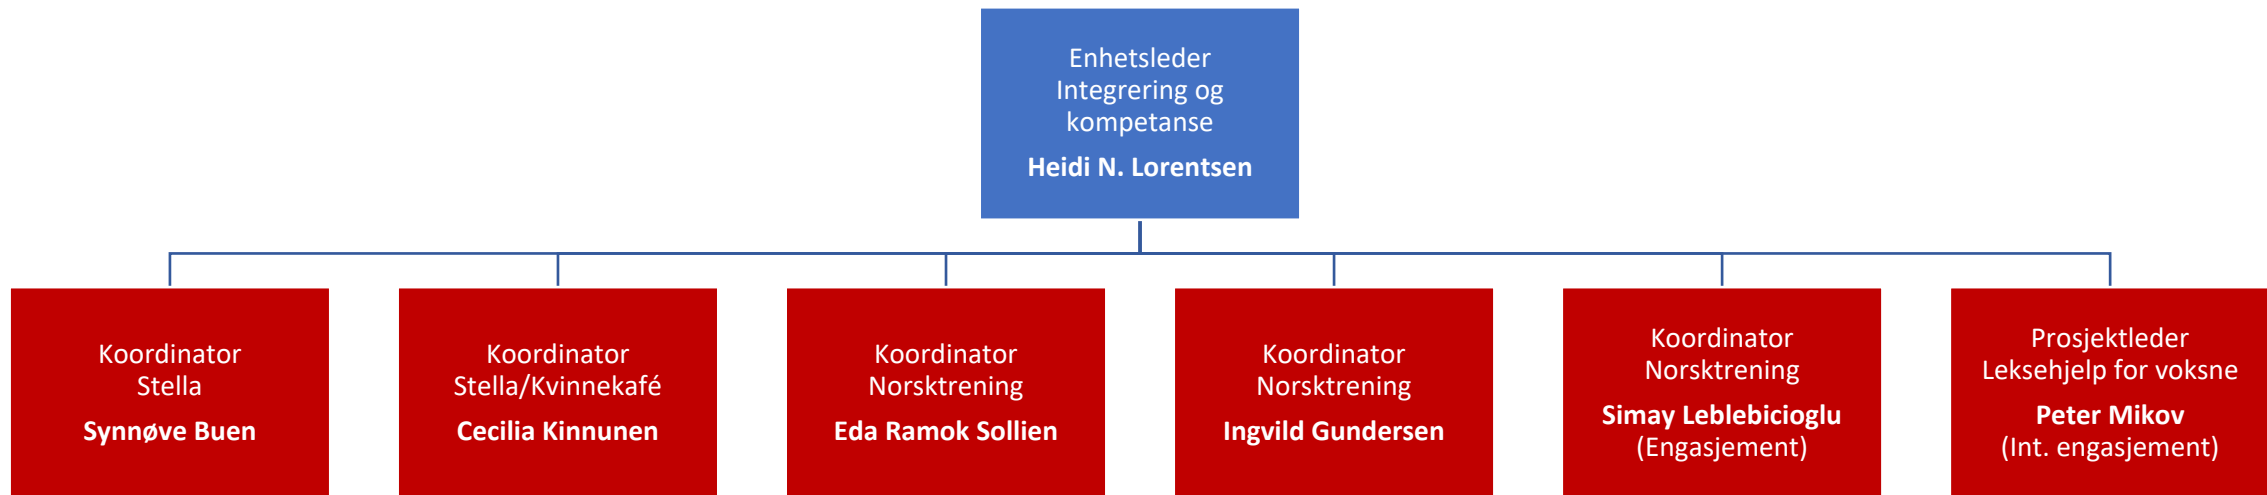 Enhetsleder
Integrering og
kompetanse
Heidi N. Lorentsen
Koordinator
Stella
Synnøve Buen
Koordinator
Stella/Kvinnekafé
Cecilia Kinnunen
Koordinator
Norsktrening
Eda Ramok Sollien
Koordinator
Norsktrening
Ingvild Gundersen
Koordinator
Norsktrening
Simay Leblebicioglu
(Engasjement)
Prosjektleder
Leksehjelp for voksne
Peter Mikov
(Int. engasjement)